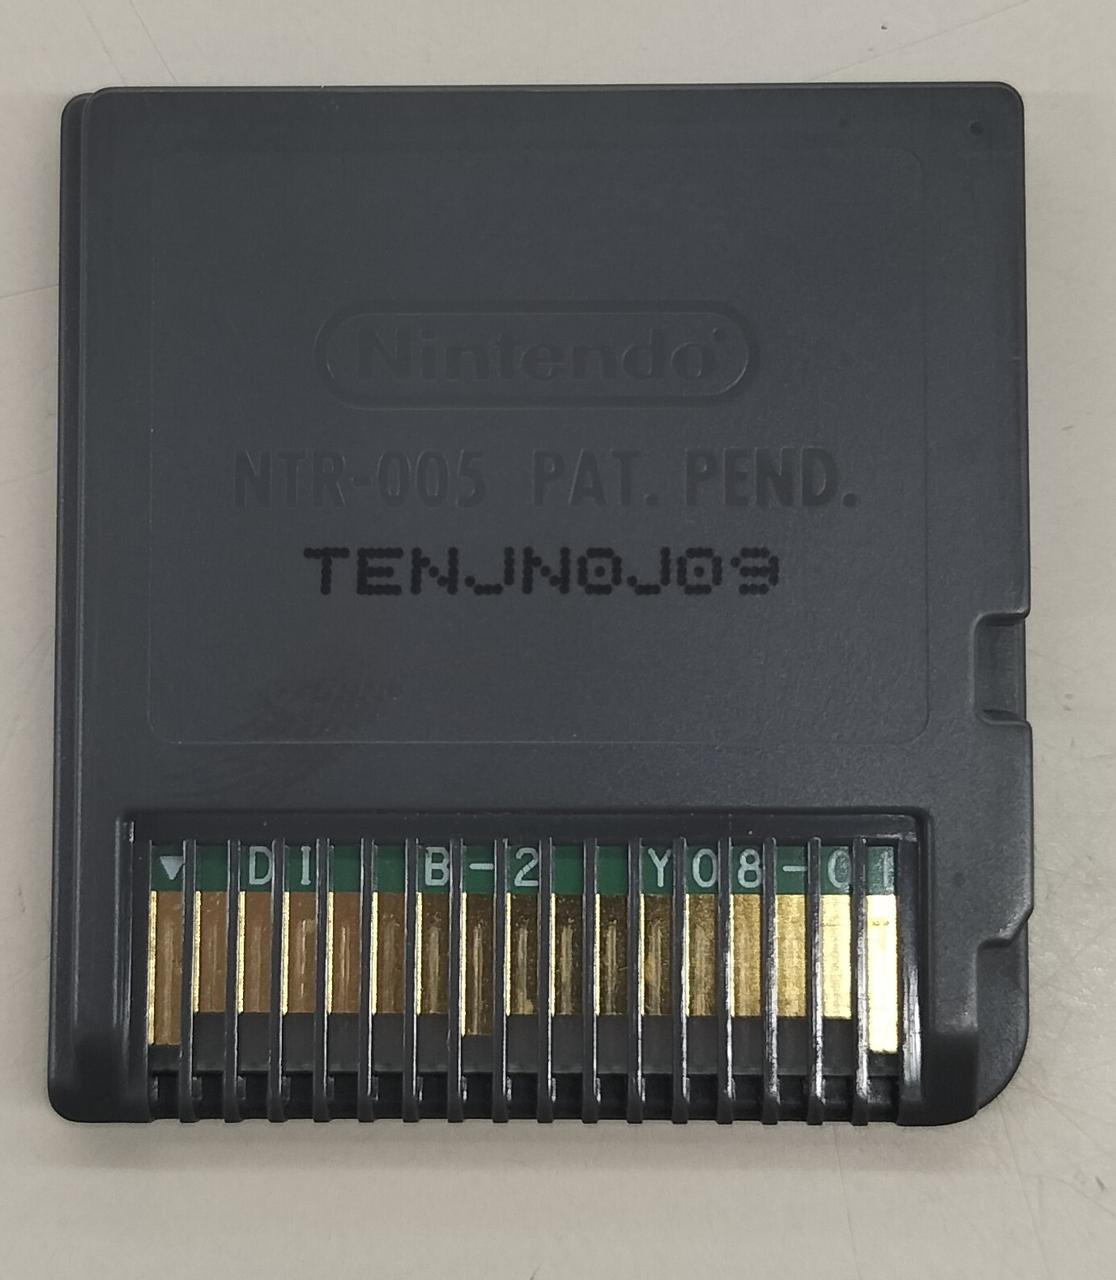 Nintendo
NTR-005 PAT. PEND.
TENJN0J09
▼ DI B-2 Y08-01